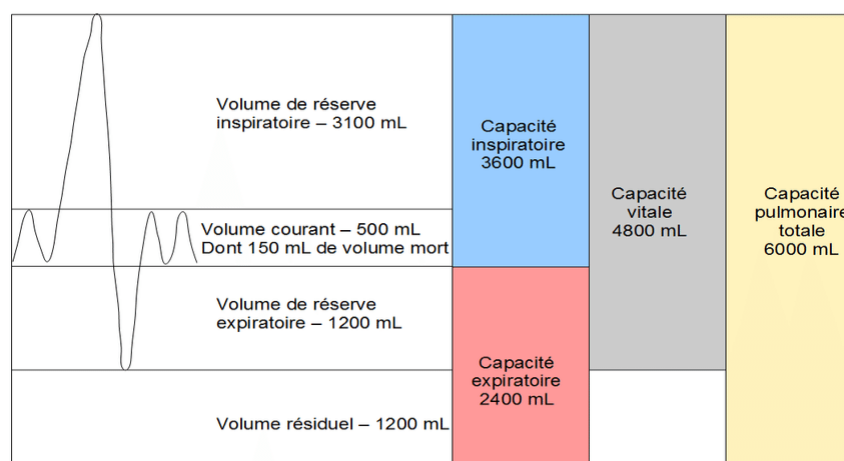 Volume de réserve
inspiratoire – 3100 mL
Volume courant – 500 mL
Dont 150 mL de volume mort
Volume de réserve
expiratoire – 1200 mL
Volume résiduel – 1200 mL
Capacité
inspiratoire
3600 mL
Capacité
expiratoire
2400 mL
Capacité
vitale
4800 mL
Capacité
pulmonaire
totale
6000 mL